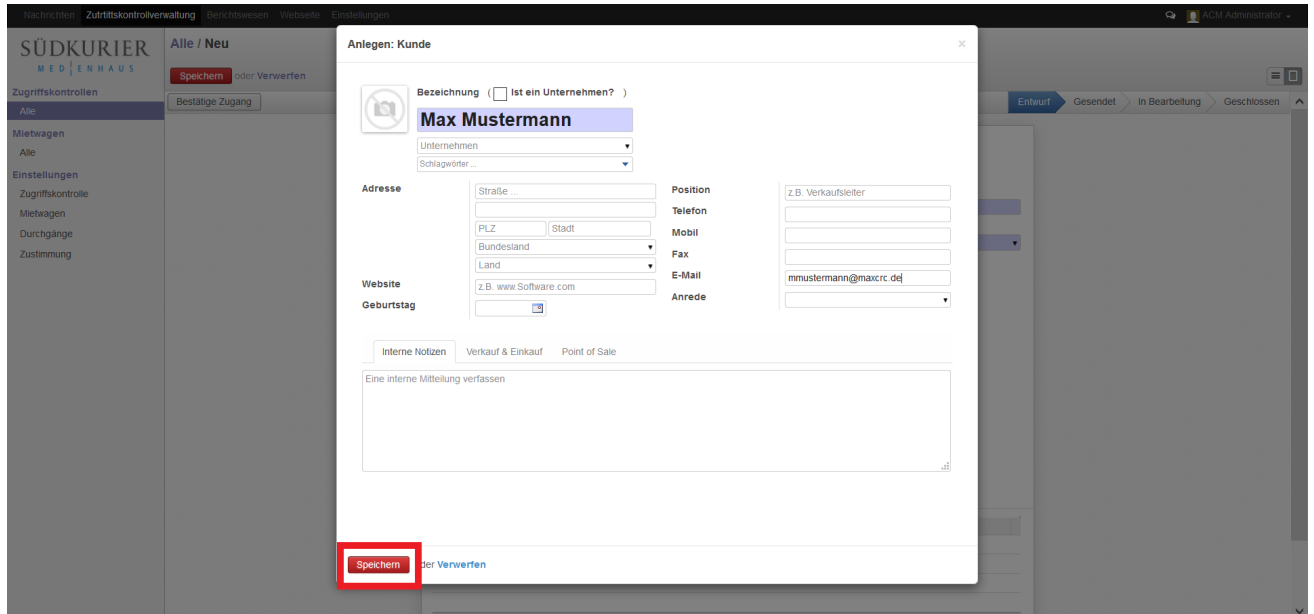 Nachrichten Zutrtittskontrollverwaltung Berichtswesen Webseite Einstellungen ACM Administrator
SÜDKURIER
MEDIENHAUS
Zugriffskontrollen
Alle
Mietwagen
Alle
Einstellungen
Zugriffskontrolle
Mietwagen
Durchgänge
Zustimmung
Alle / Neu
Speichern oder Verwerfen
Bestätige Zugang
Entwurf Gesendet In Bearbeitung Geschlossen
Anlegen: Kunde ×
Bezeichnung ( Ist ein Unternehmen? )
Max Mustermann
Unternehmen
Schlagwörter ...
Adresse
Straße ...
PLZ Stadt
Bundesland
Land
Website z.B. www.Software.com
Geburtstag
Position z.B. Verkaufsleiter
Telefon
Mobil
Fax
E-Mail mmustermann@maxcrc.de
Anrede
Interne Notizen Verkauf & Einkauf Point of Sale
Eine interne Mitteilung verfassen
Speichern der Verwerfen